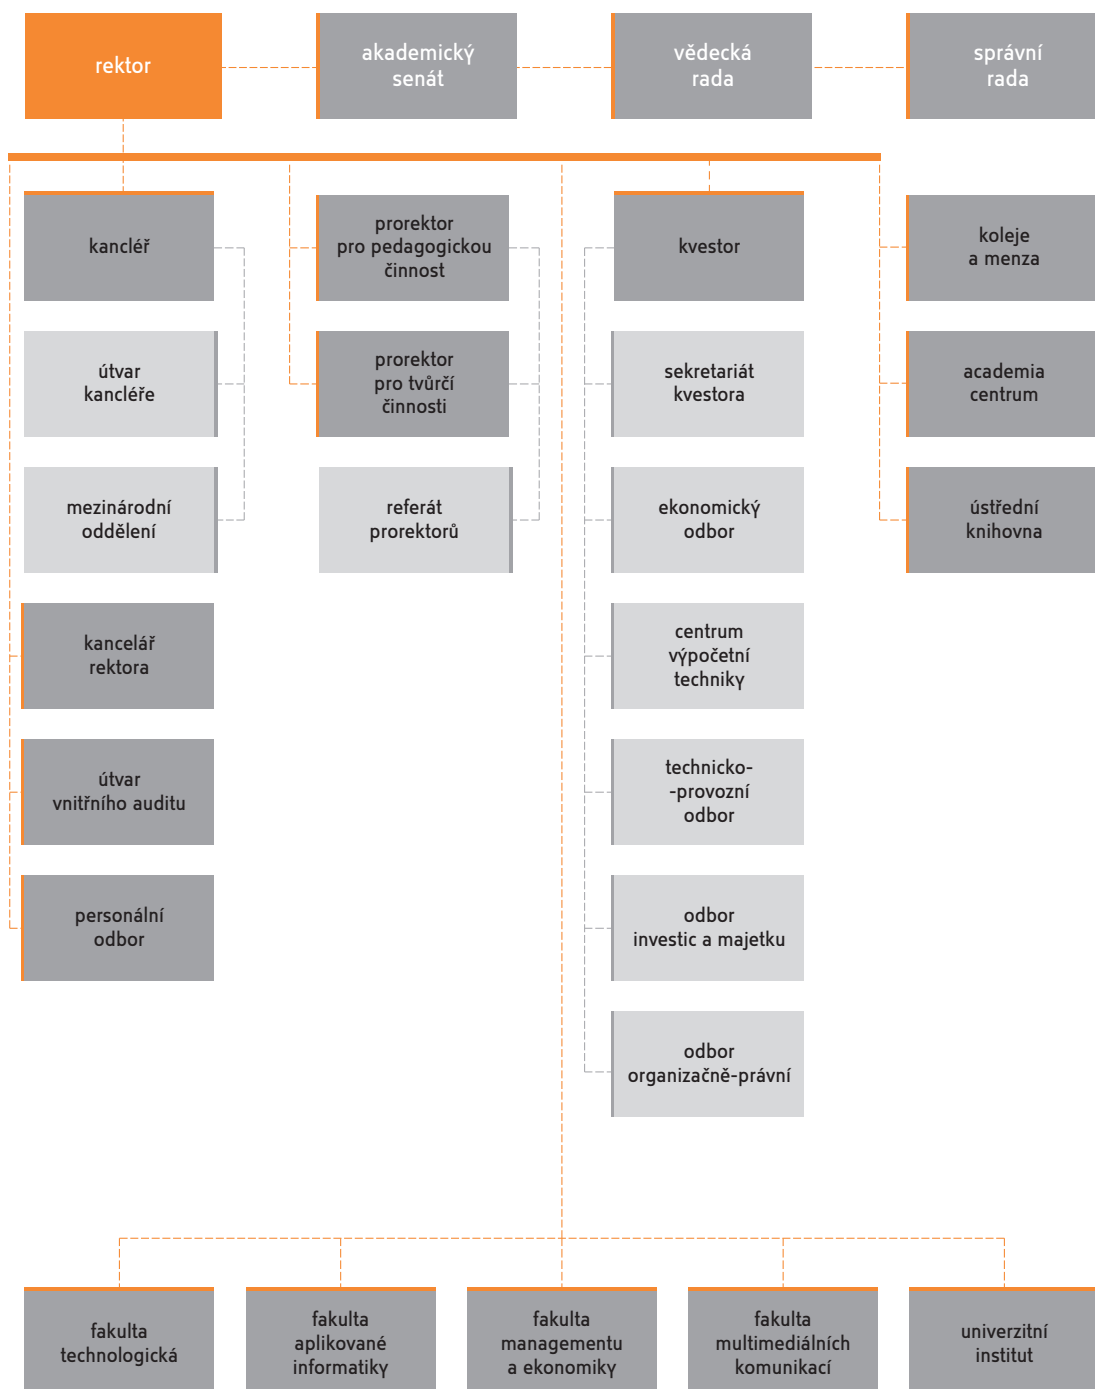 rektor
akademický
senát
vědecká
rada
správní
rada
kancléř
prorektor
pro pedagogickou
činnost
kvestor
koleje
a menza
útvar
kancléře
prorektor
pro tvůrčí
činnosti
sekretariát
kvestora
academia
centrum
mezinárodní
oddělení
referát
prorektorů
ekonomický
odbor
ústřední
knihovna
kancelář
rektora
centrum
výpočetní
techniky
útvar
vnitřního auditu
technicko-
-provozní
odbor
personální
odbor
odbor
investic a majetku
odbor
organizačně-právní
fakulta
technologická
fakulta
aplikované
informatiky
fakulta
managementu
a ekonomiky
fakulta
multimediálních
komunikací
univerzitní
institut